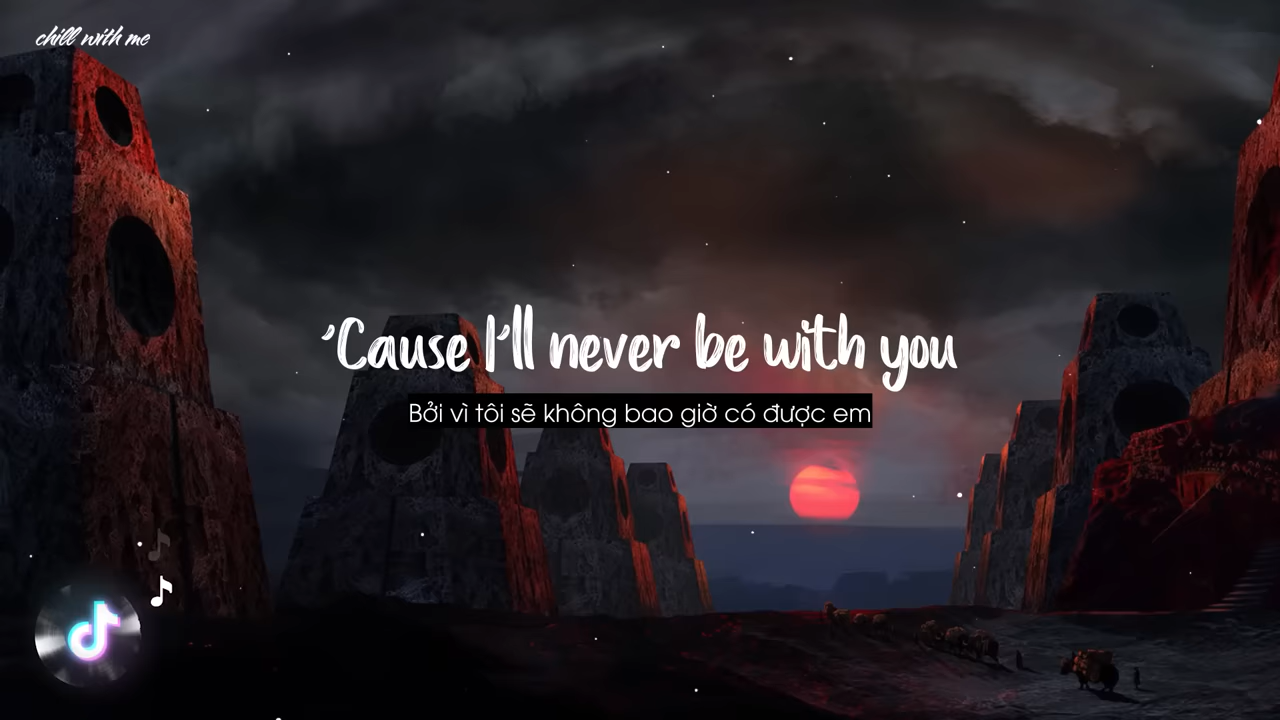 chill with me
'Cause I'll never be with you
Bởi vì tôi sẽ không bao giờ có được em